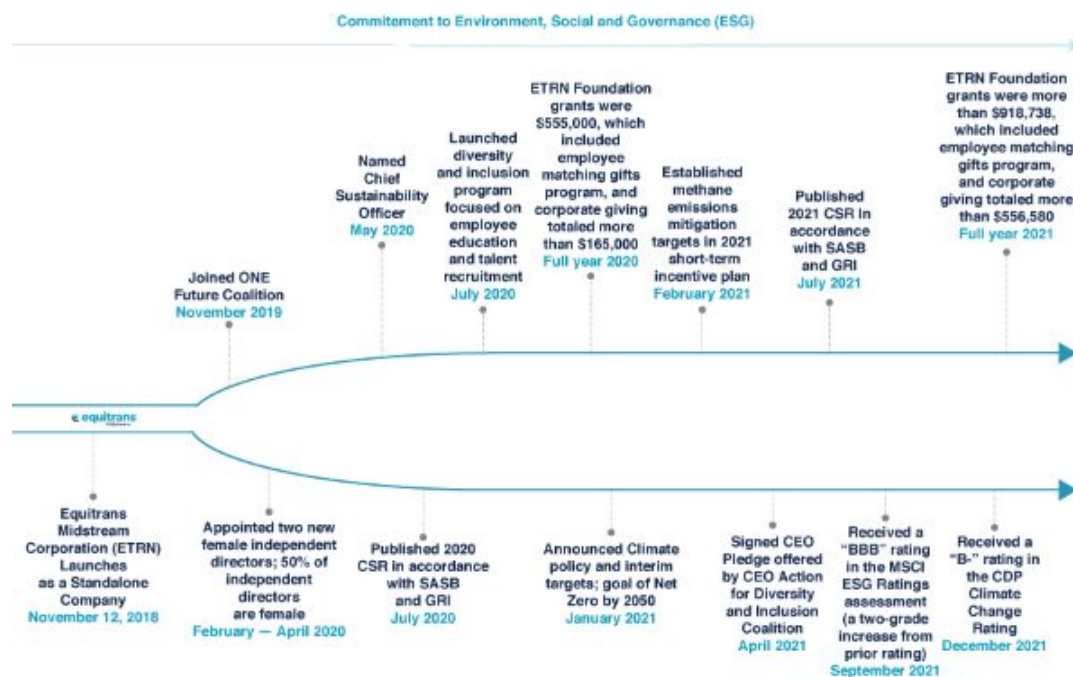 Commitement to Environment, Social and Governance (ESG)
Joined ONE
Future Coalition
November 2019
Named
Chief
Sustainability
Officer
May 2020
Launched
diversity
and inclusion
program
focused on
employee
education
and talent
recruitment
July 2020
ETRN Foundation
grants were
$555,000, which
included
employee
matching gifts
program, and
corporate giving
totaled more
than $165,000
Full year 2020
Established
methane
emissions
mitigation
targets in 2021
short-term
incentive plan
February 2021
Published
2021 CSR In
accordance
with SASB
and GRI
July 2021
ETRN Foundation
grants were more
than $918,738,
which included
employee matching
gifts program,
and corporate
giving totaled more
than $556,580
Full year 2021
equitrans
Equitrans
Midstream
Corporation (ETRN)
Launches
as a Standalone
Company
November 12, 2018
Appointed two new
female independent
directors; 50% of
independent
directors
are female
February — April 2020
Published 2020
CSR in accordance
with SASB
and GRI
July 2020
Announced Climate
policy and interim
targets; goal of Net
Zero by 2050
January 2021
Signed CEO
Pledge offered
by CEO Action
for Diversity
and Inclusion
Coalition
April 2021
Received a
"BBB" rating
in the MSCI
ESG Ratings
assessment
(a two-grade
increase from
prior rating)
September 2021
Received a
"B-" rating
in the CDP
Climate
Change
Rating
December 2021